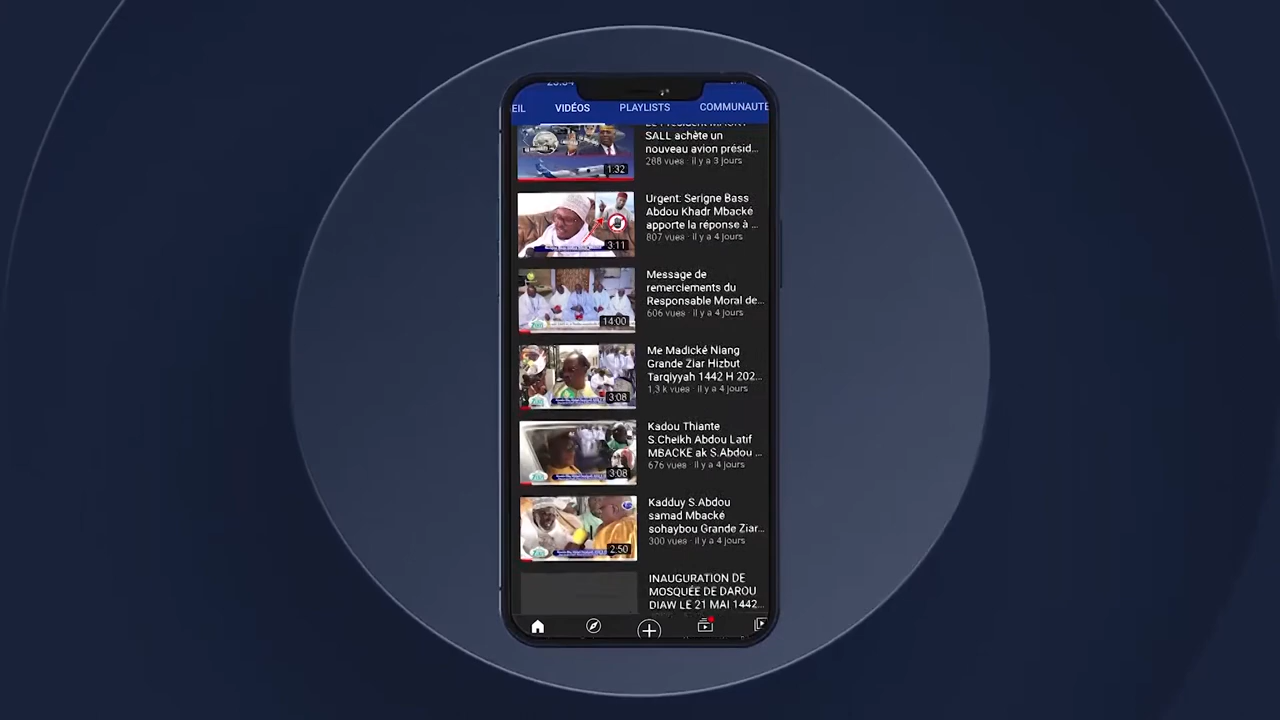 EIL VIDÉOS PLAYLISTS COMMUNAUTÉ
SALL achète un
nouveau avion présid...
288 vues · il y a 3 jours
1:32
Urgent: Serigne Bass
Abdou Khadr Mbacké
apporte la réponse à ...
807 vues · il y a 4 jours
3:11
Message de
remerciements du
Responsable Moral de...
606 vues · il y a 4 jours
14:00
Me Madické Niang
Grande Ziar Hizbut
Tarqiyyah 1442 H 202...
1,3 k vues · il y a 4 jours
3:08
Kadou Thiante
S.Cheikh Abdou Latif
MBACKE ak S.Abdou ...
676 vues · il y a 4 jours
3:08
Kadduy S.Abdou
samad Mbacké
sohaybou Grande Ziar...
300 vues · il y a 4 jours
2:50
INAUGURATION DE
MOSQUÉE DE DAROU
DIAW LE 21 MAI 1442...